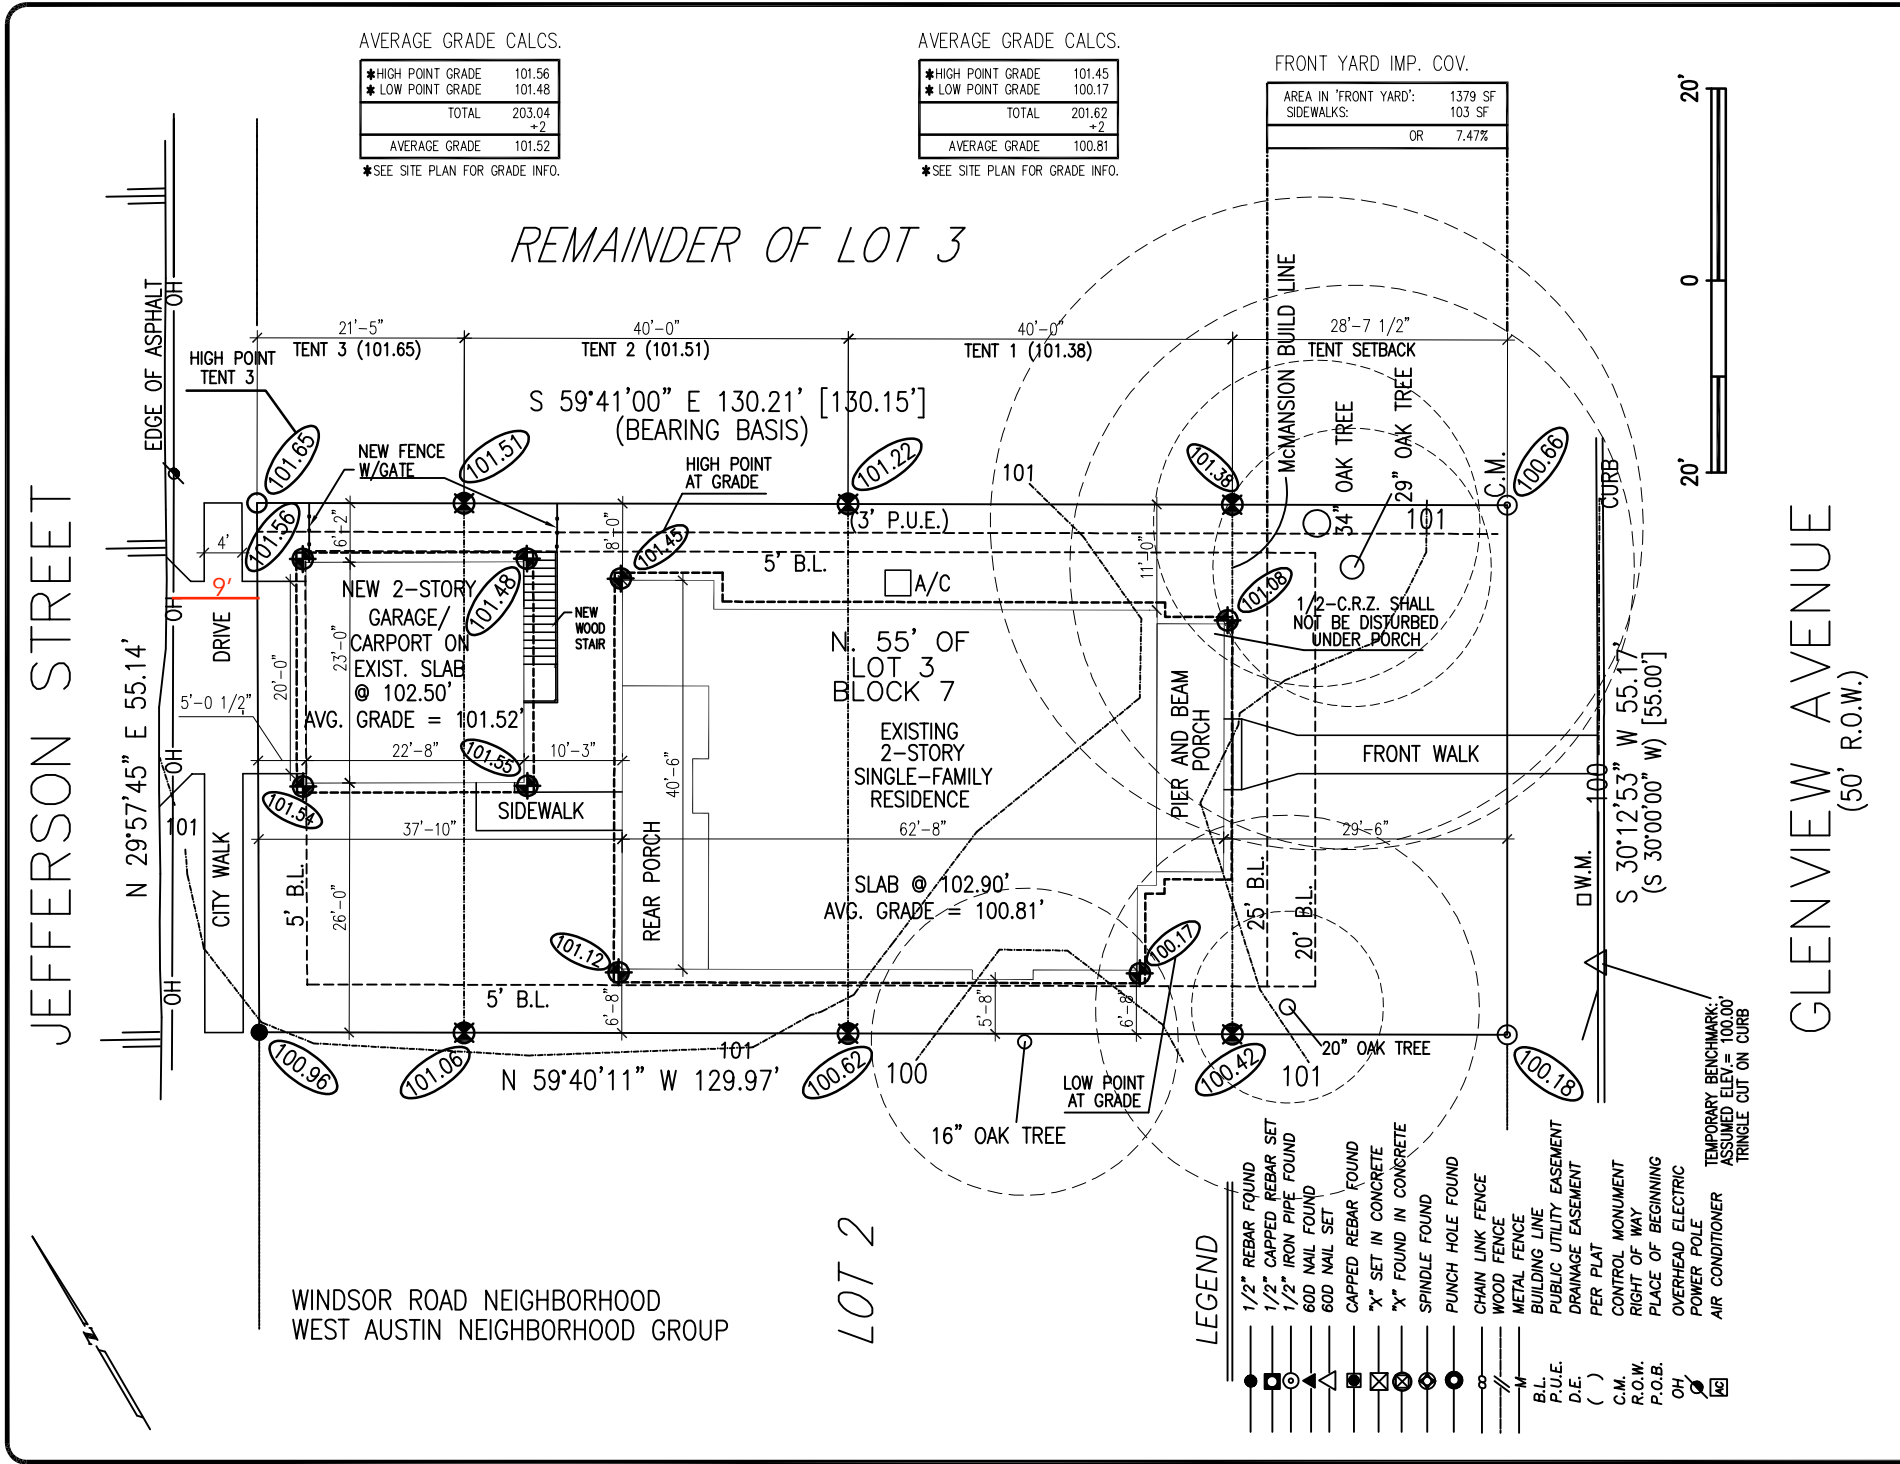 AVERAGE GRADE CALCS.
✱HIGH POINT GRADE 101.56
✱ LOW POINT GRADE 101.48
TOTAL 203.04
÷2
AVERAGE GRADE 101.52
✱SEE SITE PLAN FOR GRADE INFO.
AVERAGE GRADE CALCS.
✱HIGH POINT GRADE 101.45
✱ LOW POINT GRADE 100.17
TOTAL 201.62
÷2
AVERAGE GRADE 100.81
✱SEE SITE PLAN FOR GRADE INFO.
FRONT YARD IMP. COV.
AREA IN 'FRONT YARD': 1379 SF
SIDEWALKS: 103 SF
OR 7.47%
20'
0
20'
REMAINDER OF LOT 3
EDGE OF ASPHALT
OH
OH
OH
OH
21'-5"
40'-0"
40'-0"
28'-7 1/2"
TENT 3 (101.65)
TENT 2 (101.51)
TENT 1 (101.38)
TENT SETBACK
HIGH POINT
TENT 3
S 59°41'00" E 130.21' [130.15']
(BEARING BASIS)
McMANSION BUILD LINE
34" OAK TREE
29" OAK TREE
C.M.
CURB
101.65
101.51
101.22
101.38
100.66
NEW FENCE
W/GATE
HIGH POINT
AT GRADE
101
101
101.56
6'-2"
8'-0"
101.45
(3' P.U.E.)
11'-0"
4'
9'
5' B.L.
A/C
101.08
NEW 2-STORY
GARAGE/
CARPORT ON
EXIST. SLAB
@ 102.50'
AVG. GRADE = 101.52'
101.48
NEW
WOOD
STAIR
1/2-C.R.Z. SHALL
NOT BE DISTURBED
UNDER PORCH
DRIVE
20'-0"
23'-0"
5'-0 1/2"
N. 55' OF
LOT 3
BLOCK 7
EXISTING
2-STORY
SINGLE-FAMILY
RESIDENCE
PIER AND BEAM
PORCH
FRONT WALK
22'-8"
101.55
10'-3"
40'-6"
101.54
SIDEWALK
100
101
37'-10"
62'-8"
29'-6"
CITY WALK
5' B.L.
26'-0"
REAR PORCH
SLAB @ 102.90'
AVG. GRADE = 100.81'
25' B.L.
20' B.L.
W.M.
101.12
100.17
5' B.L.
6'-8"
5'-8"
6'-8"
100.96
101.06
101
100.62
100
100.42
101
100.18
20" OAK TREE
N 59°40'11" W 129.97'
LOW POINT
AT GRADE
16" OAK TREE
JEFFERSON STREET
N 29°57'45" E 55.14'
S 30°12'53" W 55.17'
(S 30°00'00" W) [55.00']
GLENVIEW AVENUE
(50' R.O.W.)
TEMPORARY BENCHMARK:
ASSUMED ELEV.= 100.00'
TRINGLE CUT ON CURB
N
WINDSOR ROAD NEIGHBORHOOD
WEST AUSTIN NEIGHBORHOOD GROUP
LOT 2
LEGEND
1/2" REBAR FOUND
1/2" CAPPED REBAR SET
1/2" IRON PIPE FOUND
60D NAIL FOUND
60D NAIL SET
CAPPED REBAR FOUND
"X" SET IN CONCRETE
"X" FOUND IN CONCRETE
SPINDLE FOUND
PUNCH HOLE FOUND
CHAIN LINK FENCE
WOOD FENCE
M METAL FENCE
B.L. BUILDING LINE
P.U.E. PUBLIC UTILITY EASEMENT
D.E. DRAINAGE EASEMENT
( ) PER PLAT
C.M. CONTROL MONUMENT
R.O.W. RIGHT OF WAY
P.O.B. PLACE OF BEGINNING
OH OVERHEAD ELECTRIC
POWER POLE
AC AIR CONDITIONER